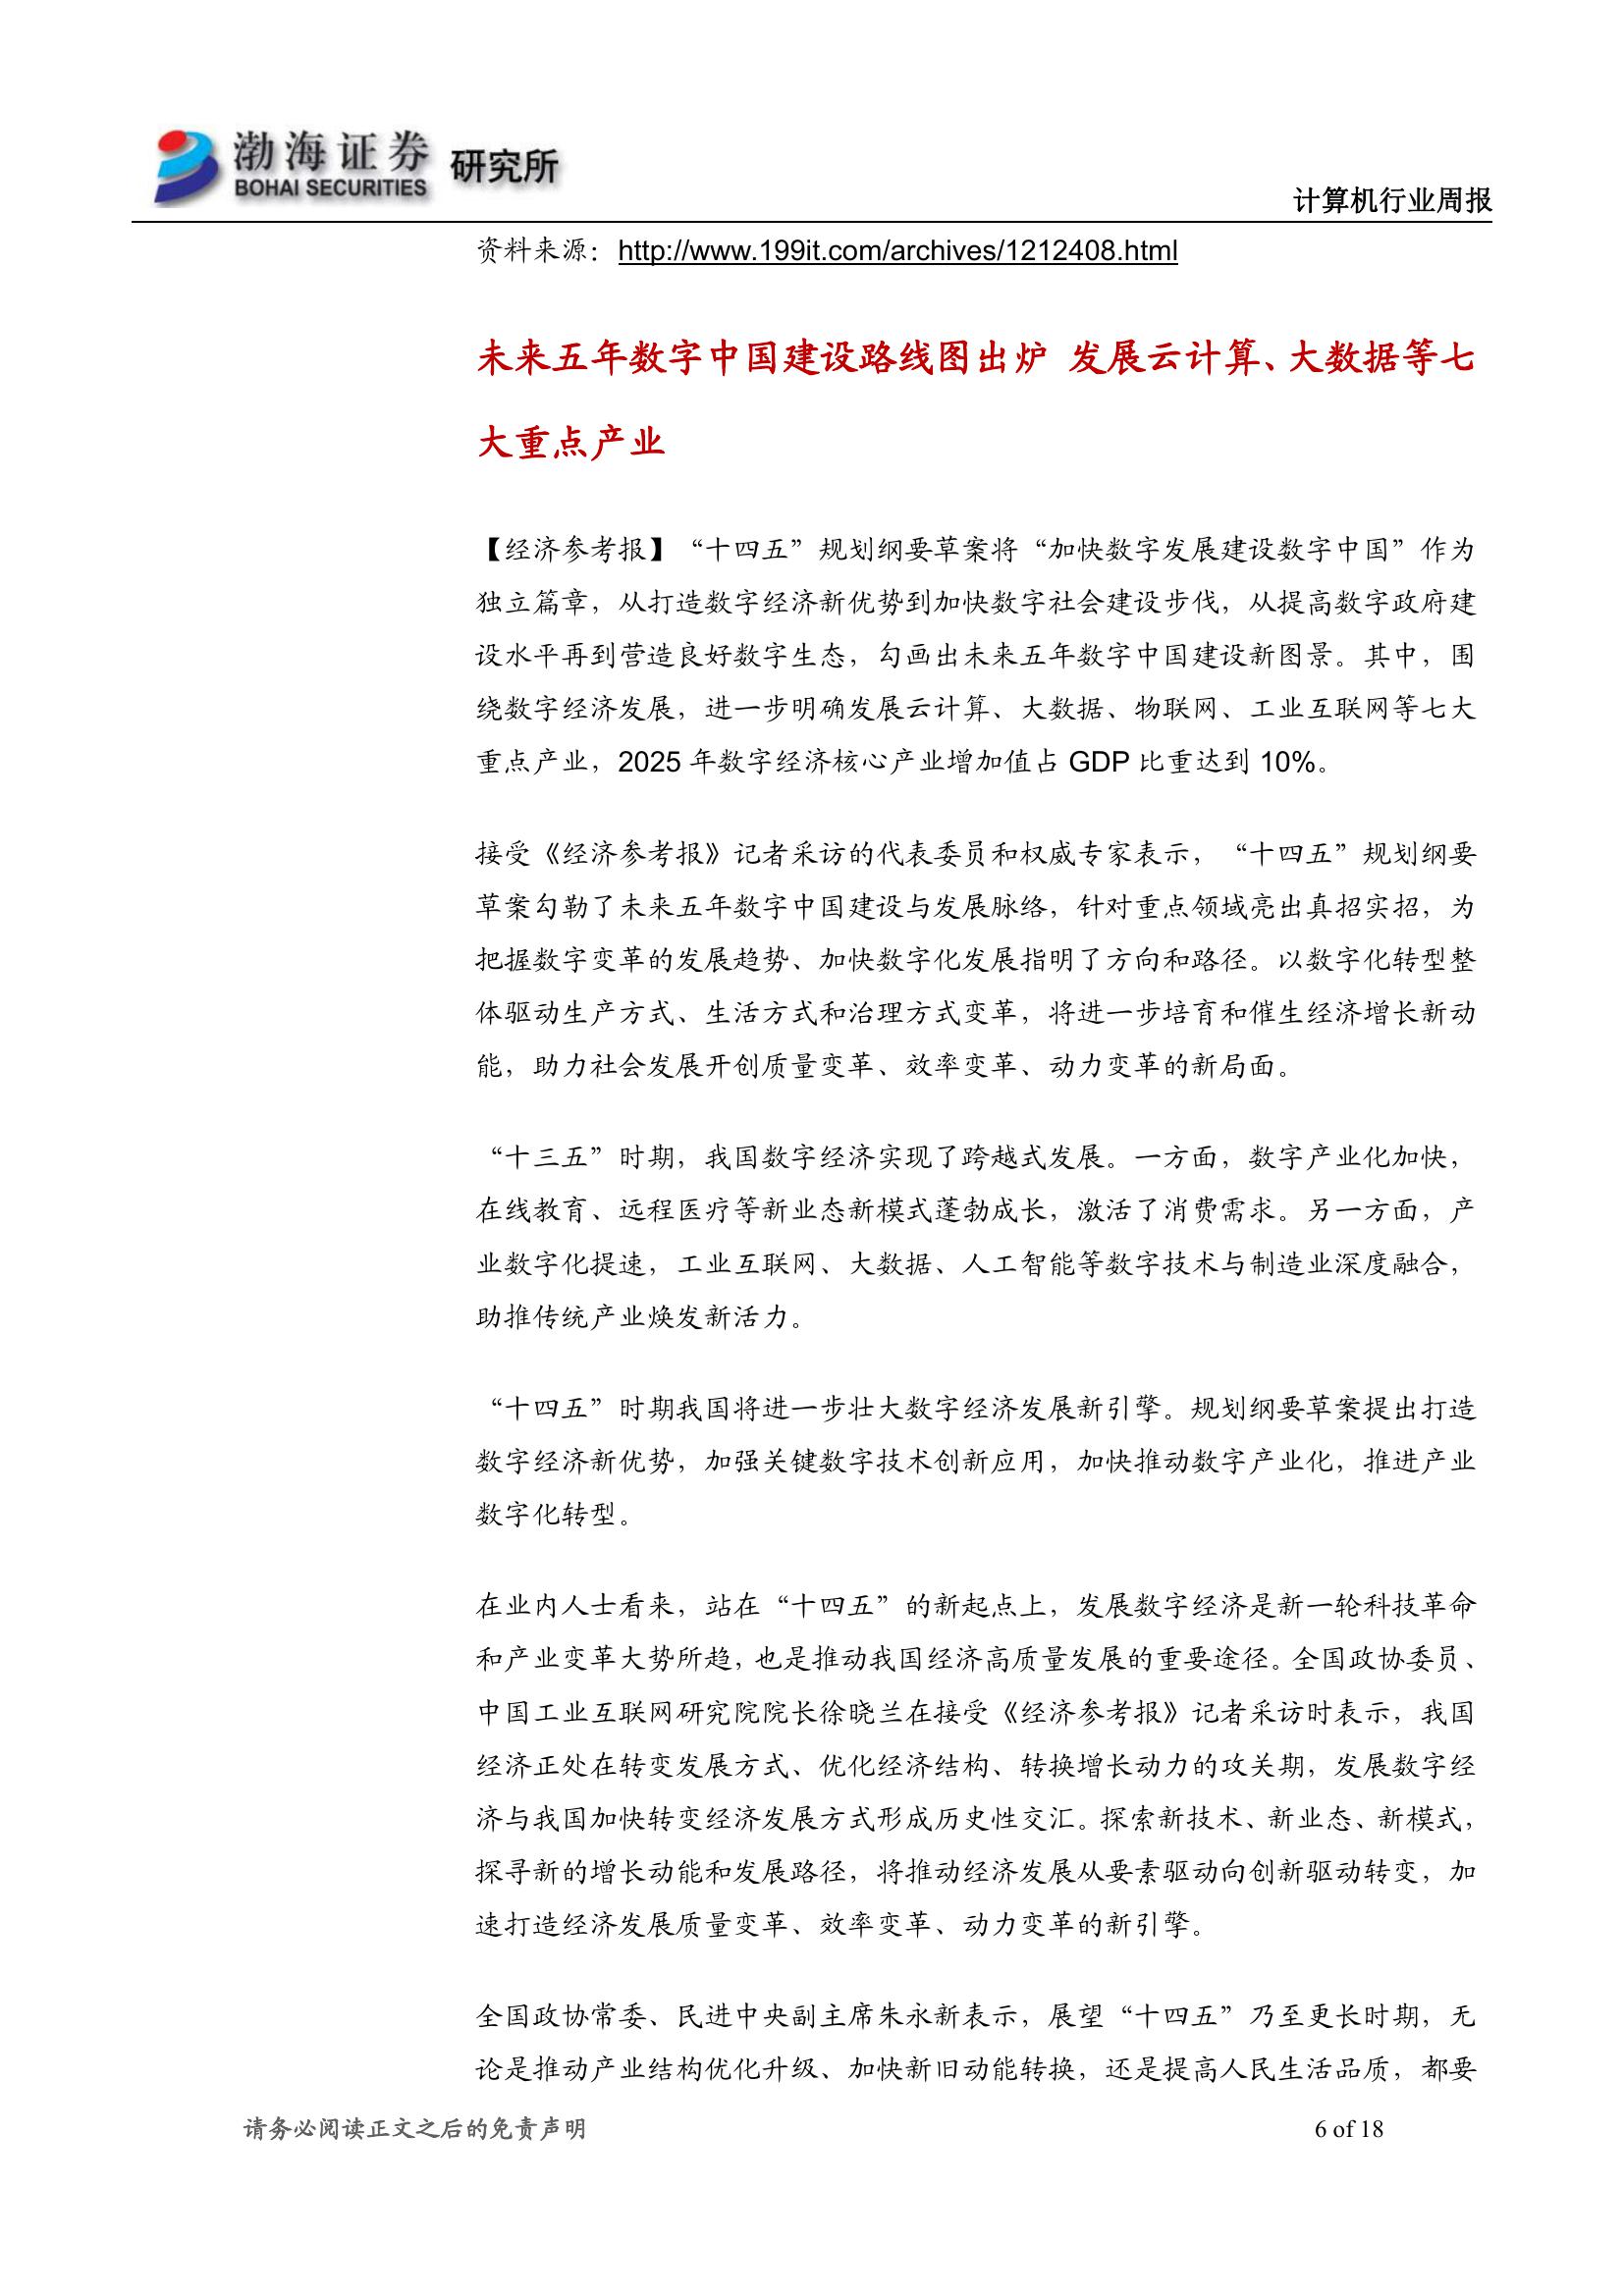 渤海证券 研究所
BOHAI SECURITIES
计算机行业周报
资料来源：http://www.199it.com/archives/1212408.html
未来五年数字中国建设路线图出炉 发展云计算、大数据等七
大重点产业
【经济参考报】“十四五”规划纲要草案将“加快数字发展建设数字中国”作为
独立篇章，从打造数字经济新优势到加快数字社会建设步伐，从提高数字政府建
设水平再到营造良好数字生态，勾画出未来五年数字中国建设新图景。其中，围
绕数字经济发展，进一步明确发展云计算、大数据、物联网、工业互联网等七大
重点产业，2025 年数字经济核心产业增加值占 GDP 比重达到 10%。
接受《经济参考报》记者采访的代表委员和权威专家表示，“十四五”规划纲要
草案勾勒了未来五年数字中国建设与发展脉络，针对重点领域亮出真招实招，为
把握数字变革的发展趋势、加快数字化发展指明了方向和路径。以数字化转型整
体驱动生产方式、生活方式和治理方式变革，将进一步培育和催生经济增长新动
能，助力社会发展开创质量变革、效率变革、动力变革的新局面。
“十三五”时期，我国数字经济实现了跨越式发展。一方面，数字产业化加快，
在线教育、远程医疗等新业态新模式蓬勃成长，激活了消费需求。另一方面，产
业数字化提速，工业互联网、大数据、人工智能等数字技术与制造业深度融合，
助推传统产业焕发新活力。
“十四五”时期我国将进一步壮大数字经济发展新引擎。规划纲要草案提出打造
数字经济新优势，加强关键数字技术创新应用，加快推动数字产业化，推进产业
数字化转型。
在业内人士看来，站在“十四五”的新起点上，发展数字经济是新一轮科技革命
和产业变革大势所趋，也是推动我国经济高质量发展的重要途径。全国政协委员、
中国工业互联网研究院院长徐晓兰在接受《经济参考报》记者采访时表示，我国
经济正处在转变发展方式、优化经济结构、转换增长动力的攻关期，发展数字经
济与我国加快转变经济发展方式形成历史性交汇。探索新技术、新业态、新模式，
探寻新的增长动能和发展路径，将推动经济发展从要素驱动向创新驱动转变，加
速打造经济发展质量变革、效率变革、动力变革的新引擎。
全国政协常委、民进中央副主席朱永新表示，展望“十四五”乃至更长时期，无
论是推动产业结构优化升级、加快新旧动能转换，还是提高人民生活品质，都要
请务必阅读正文之后的免责声明
6 of 18